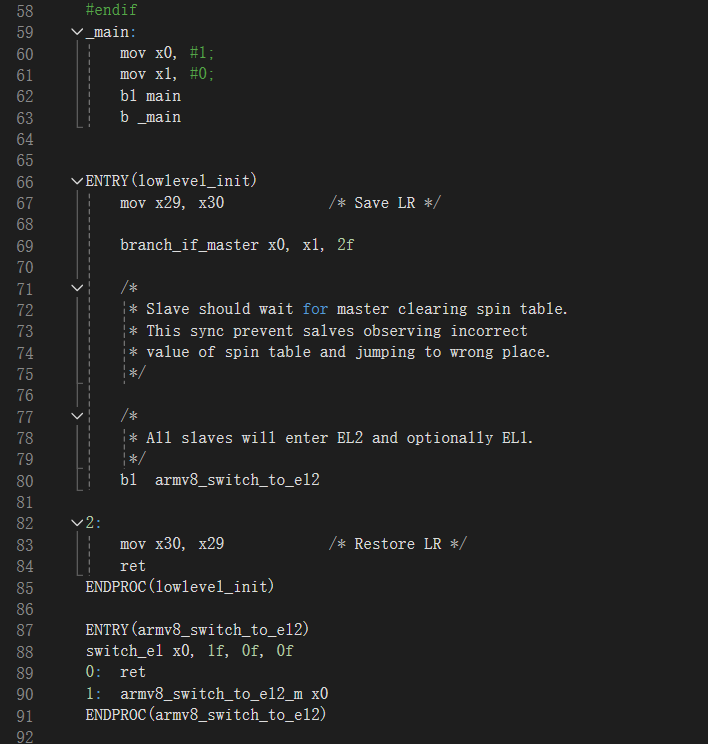 58 #endif
59 _main:
60 mov x0, #1;
61 mov x1, #0;
62 bl main
63 b _main
64
65
66 ENTRY(lowlevel_init)
67 mov x29, x30 /* Save LR */
68
69 branch_if_master x0, x1, 2f
70
71 /*
72 * Slave should wait for master clearing spin table.
73 * This sync prevent salves observing incorrect
74 * value of spin table and jumping to wrong place.
75 */
76
77 /*
78 * All slaves will enter EL2 and optionally EL1.
79 */
80 bl armv8_switch_to_el2
81
82 2:
83 mov x30, x29 /* Restore LR */
84 ret
85 ENDPROC(lowlevel_init)
86
87 ENTRY(armv8_switch_to_el2)
88 switch_el x0, 1f, 0f, 0f
89 0: ret
90 1: armv8_switch_to_el2_m x0
91 ENDPROC(armv8_switch_to_el2)
92